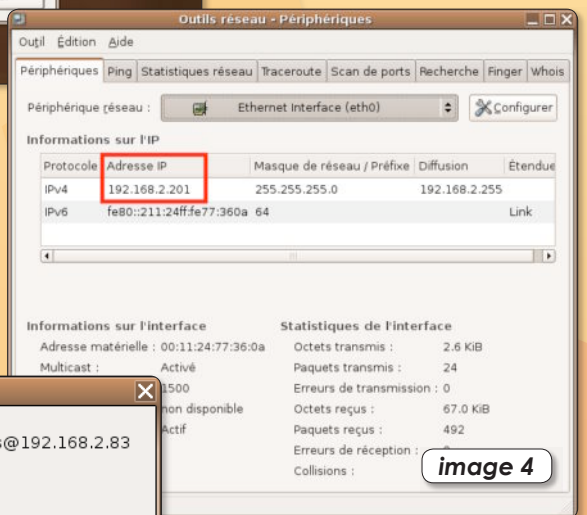 Outils réseau - Périphériques
Outil Édition Aide
Périphériques Ping Statistiques réseau Traceroute Scan de ports Recherche Finger Whois
Périphérique réseau : Ethernet Interface (eth0) Configurer
Informations sur l'IP
Protocole Adresse IP Masque de réseau / Préfixe Diffusion Étendue
IPv4 192.168.2.201 255.255.255.0 192.168.2.255
IPv6 fe80::211:24ff:fe77:360a 64 Link
Informations sur l'interface Statistiques de l'interface
Adresse matérielle : 00:11:24:77:36:0a Octets transmis : 2.6 KiB
Multicast : Activé Paquets transmis : 24
1500 Erreurs de transmission : 0
non disponible Octets reçus : 67.0 KiB
Actif Paquets reçus : 492
@192.168.2.83 Erreurs de réception :
Collisions :
image 4